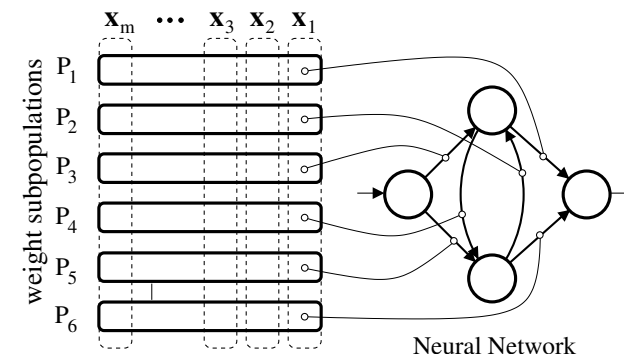 x_m ••• x_3 x_2 x_1
weight subpopulations
P_1
P_2
P_3
P_4
P_5
P_6
Neural Network